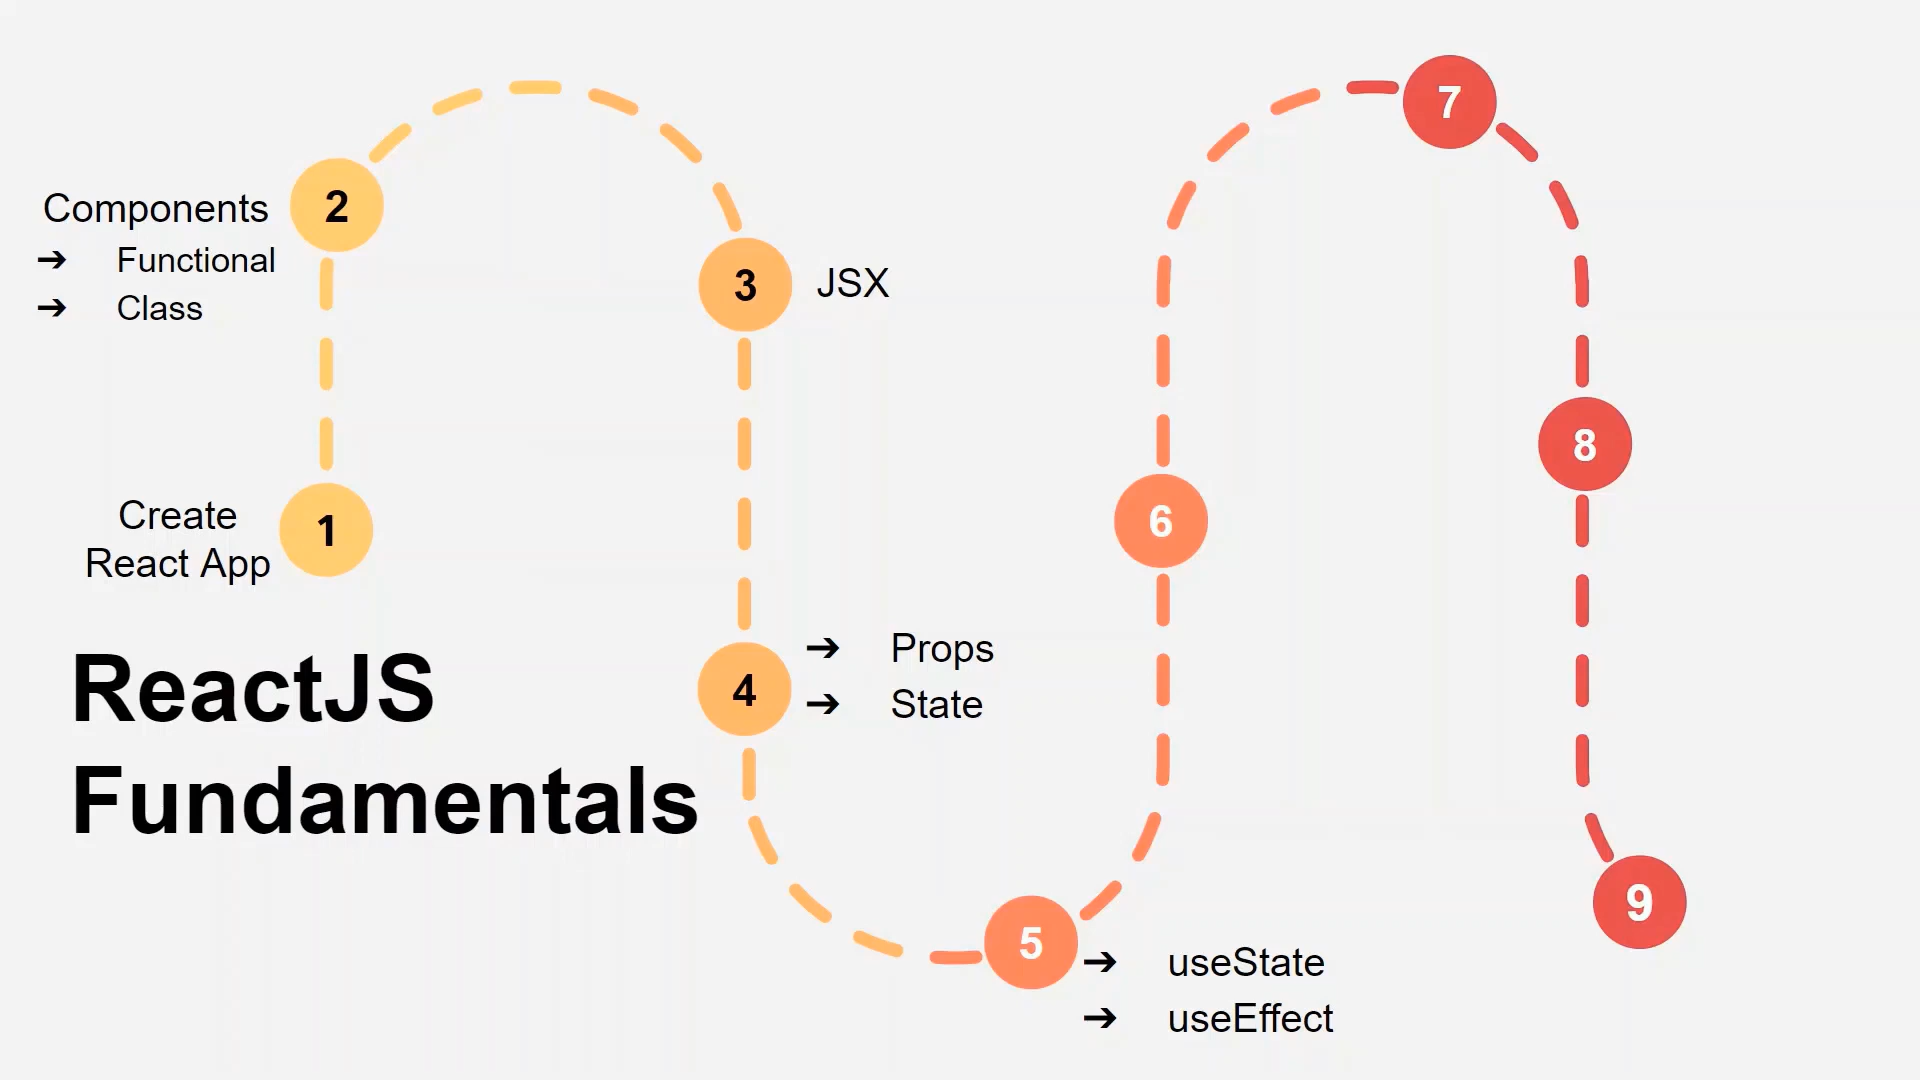 1
Create
React App
2
Components
➔ Functional
➔ Class
3
JSX
4
➔ Props
➔ State
5
➔ useState
➔ useEffect
6
7
8
9
ReactJS
Fundamentals